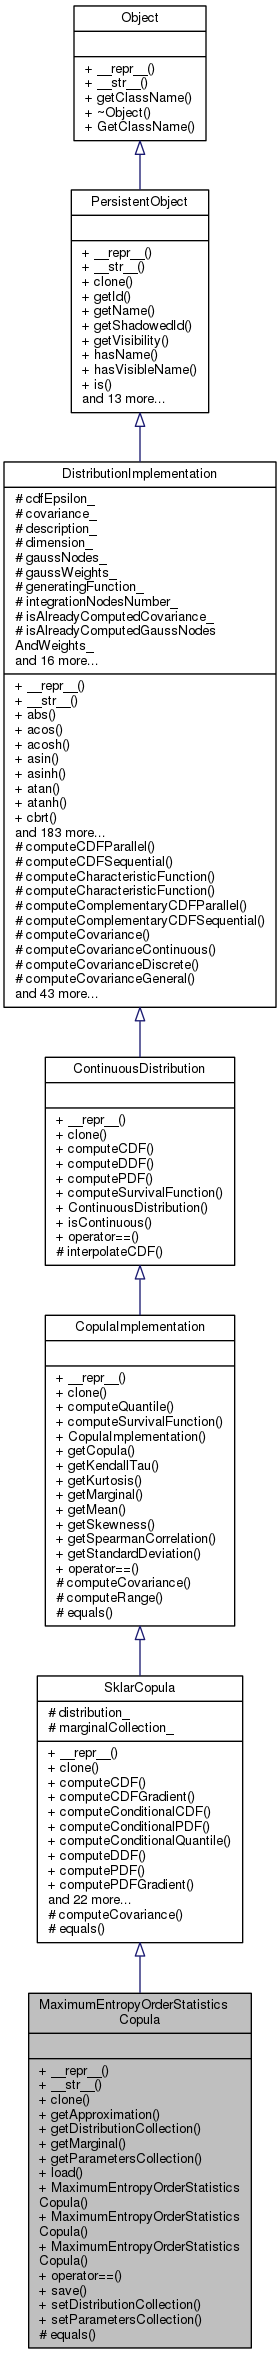 Object
+ __repr__()
+ __str__()
+ getClassName()
+ ~Object()
+ GetClassName()
PersistentObject
+ __repr__()
+ __str__()
+ clone()
+ getId()
+ getName()
+ getShadowedId()
+ getVisibility()
+ hasName()
+ hasVisibleName()
+ is()
and 13 more...
DistributionImplementation
# cdfEpsilon_
# covariance_
# description_
# dimension_
# gaussNodes_
# gaussWeights_
# generatingFunction_
# integrationNodesNumber_
# isAlreadyComputedCovariance_
# isAlreadyComputedGaussNodes
AndWeights_
and 16 more...
+ __repr__()
+ __str__()
+ abs()
+ acos()
+ acosh()
+ asin()
+ asinh()
+ atan()
+ atanh()
+ cbrt()
and 183 more...
# computeCDFParallel()
# computeCDFSequential()
# computeCharacteristicFunction()
# computeCharacteristicFunction()
# computeComplementaryCDFParallel()
# computeComplementaryCDFSequential()
# computeCovariance()
# computeCovarianceContinuous()
# computeCovarianceDiscrete()
# computeCovarianceGeneral()
and 43 more...
ContinuousDistribution
+ __repr__()
+ clone()
+ computeCDF()
+ computeDDF()
+ computePDF()
+ computeSurvivalFunction()
+ ContinuousDistribution()
+ isContinuous()
+ operator==()
# interpolateCDF()
CopulaImplementation
+ __repr__()
+ clone()
+ computeQuantile()
+ computeSurvivalFunction()
+ CopulaImplementation()
+ getCopula()
+ getKendallTau()
+ getKurtosis()
+ getMarginal()
+ getMean()
+ getSkewness()
+ getSpearmanCorrelation()
+ getStandardDeviation()
+ operator==()
# computeCovariance()
# computeRange()
# equals()
SklarCopula
# distribution_
# marginalCollection_
+ __repr__()
+ clone()
+ computeCDF()
+ computeCDFGradient()
+ computeConditionalCDF()
+ computeConditionalPDF()
+ computeConditionalQuantile()
+ computeDDF()
+ computePDF()
+ computePDFGradient()
and 22 more...
# computeCovariance()
# equals()
MaximumEntropyOrderStatistics
Copula
+ __repr__()
+ __str__()
+ clone()
+ getApproximation()
+ getDistributionCollection()
+ getMarginal()
+ getParametersCollection()
+ load()
+ MaximumEntropyOrderStatistics
Copula()
+ MaximumEntropyOrderStatistics
Copula()
+ MaximumEntropyOrderStatistics
Copula()
+ operator==()
+ save()
+ setDistributionCollection()
+ setParametersCollection()
# equals()